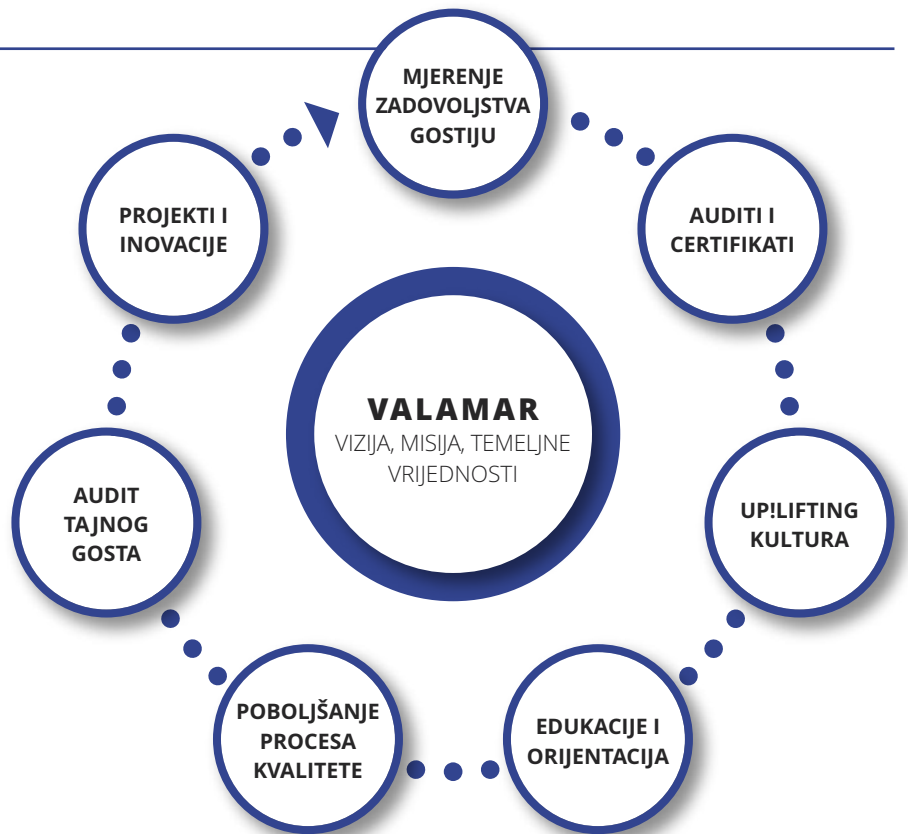 MJERENJE
ZADOVOLJSTVA
GOSTIJU
AUDITI I
CERTIFIKATI
UP!LIFTING
KULTURA
EDUKACIJE I
ORIJENTACIJA
POBOLJŠANJE
PROCESA
KVALITETE
AUDIT
TAJNOG
GOSTA
PROJEKTI I
INOVACIJE
VALAMAR
VIZIJA, MISIJA, TEMELJNE
VRIJEDNOSTI